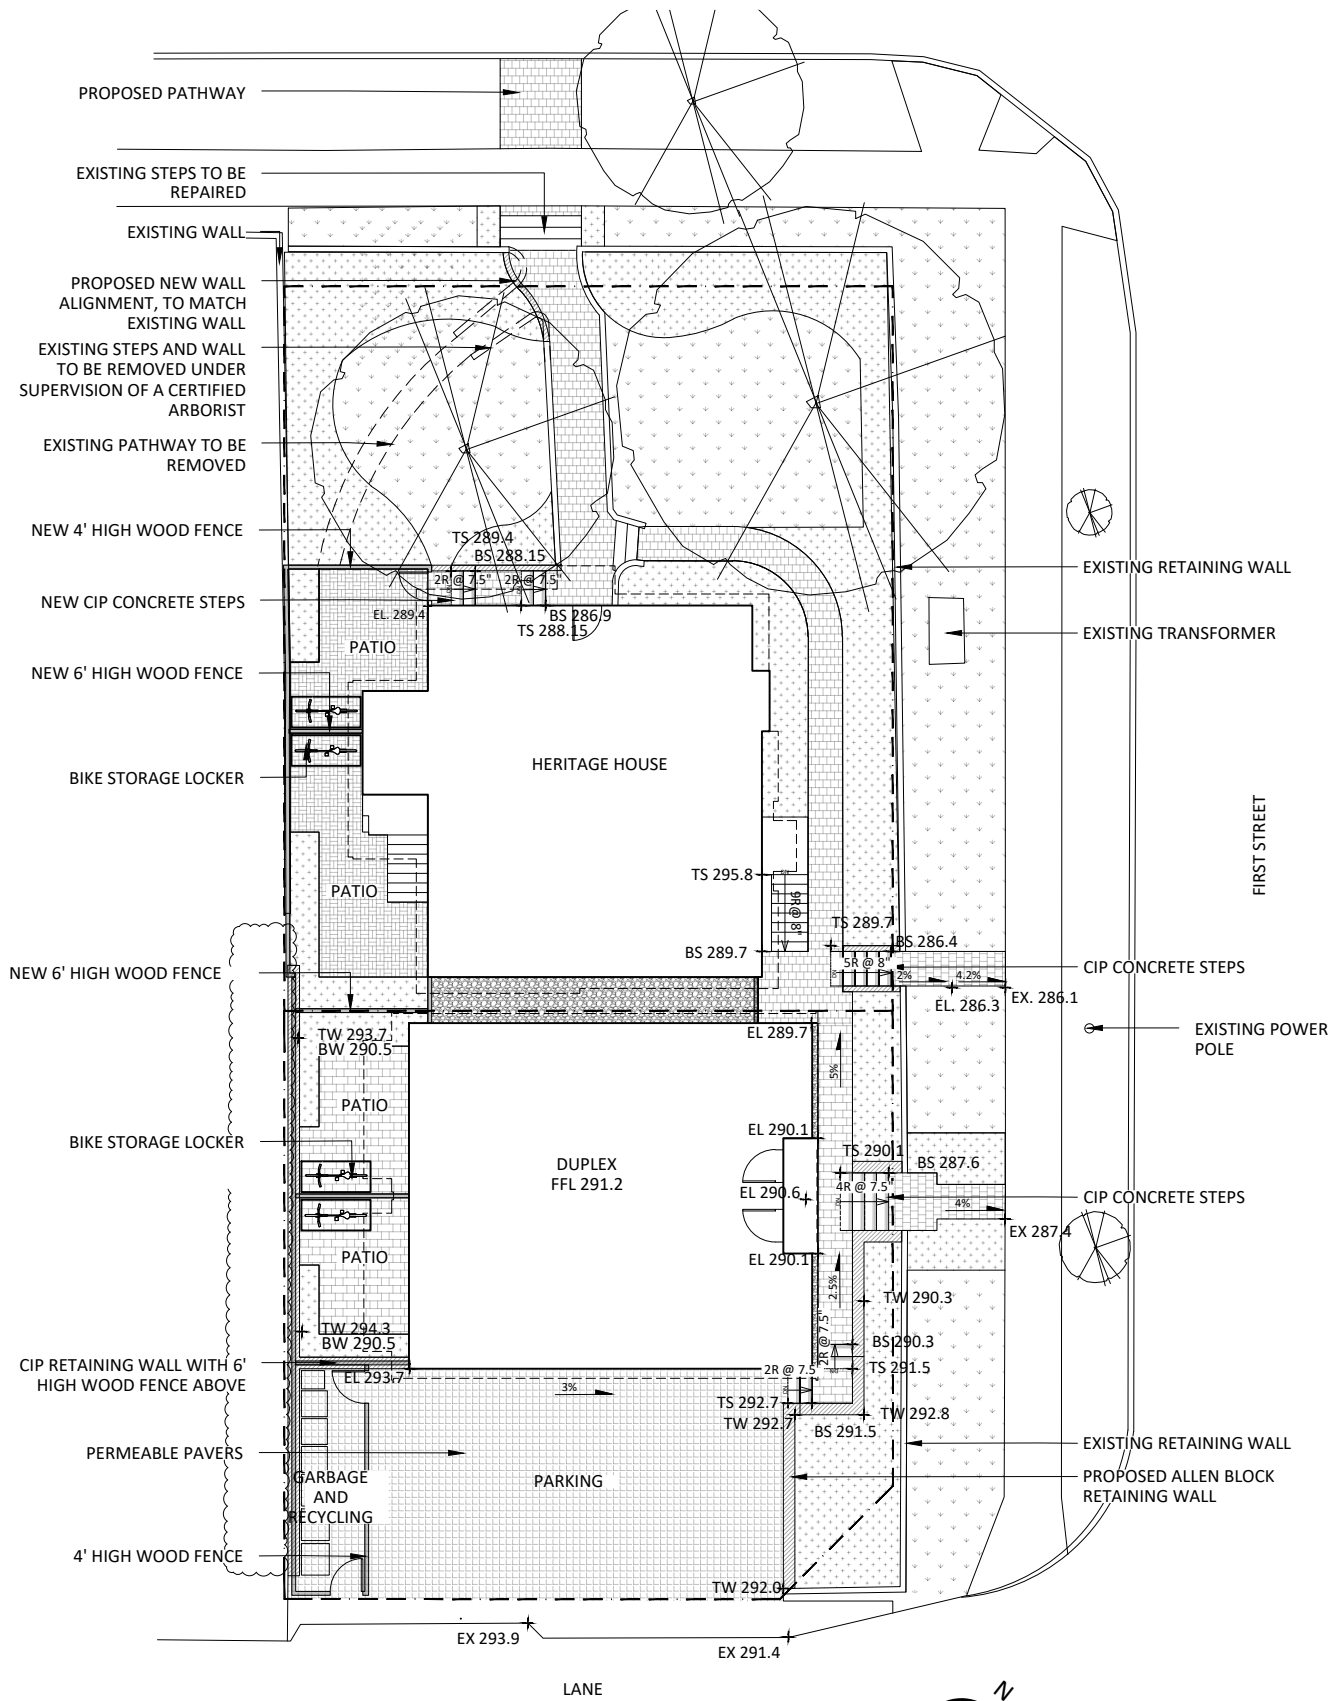 PROPOSED PATHWAY
EXISTING STEPS TO BE
REPAIRED
EXISTING WALL
PROPOSED NEW WALL
ALIGNMENT, TO MATCH
EXISTING WALL
EXISTING STEPS AND WALL
TO BE REMOVED UNDER
SUPERVISION OF A CERTIFIED
ARBORIST
EXISTING PATHWAY TO BE
REMOVED
NEW 4' HIGH WOOD FENCE
TS 289.4
BS 288.15
2R @ 7.5"
2R @ 7.5"
EXISTING RETAINING WALL
NEW CIP CONCRETE STEPS
EL. 289.4
BS 286.9
TS 288.15
EXISTING TRANSFORMER
PATIO
NEW 6' HIGH WOOD FENCE
HERITAGE HOUSE
BIKE STORAGE LOCKER
FIRST STREET
TS 295.8
PATIO
9R@ 8"
TS 289.7
BS 286.4
BS 289.7
NEW 6' HIGH WOOD FENCE
5R @ 8"
2%
4.2%
CIP CONCRETE STEPS
EL. 286.3
EX. 286.1
TW 293.7
BW 290.5
EL 289.7
EXISTING POWER
POLE
5%
PATIO
EL 290.1
BIKE STORAGE LOCKER
TS 290.1
BS 287.6
DUPLEX
FFL 291.2
EL 290.6
4R @ 7.5"
4%
CIP CONCRETE STEPS
EX 287.4
PATIO
EL 290.1
2.5%
TW 290.3
TW 294.3
BW 290.5
2R @ 7.5"
BS 290.3
CIP RETAINING WALL WITH 6'
HIGH WOOD FENCE ABOVE
EL 293.7
2R @ 7.5
TS 291.5
3%
TS 292.7
TW 292.7
TW 292.8
BS 291.5
PERMEABLE PAVERS
EXISTING RETAINING WALL
GARBAGE
AND
RECYCLING
PARKING
PROPOSED ALLEN BLOCK
RETAINING WALL
4' HIGH WOOD FENCE
TW 292.0
EX 293.9
EX 291.4
LANE
N